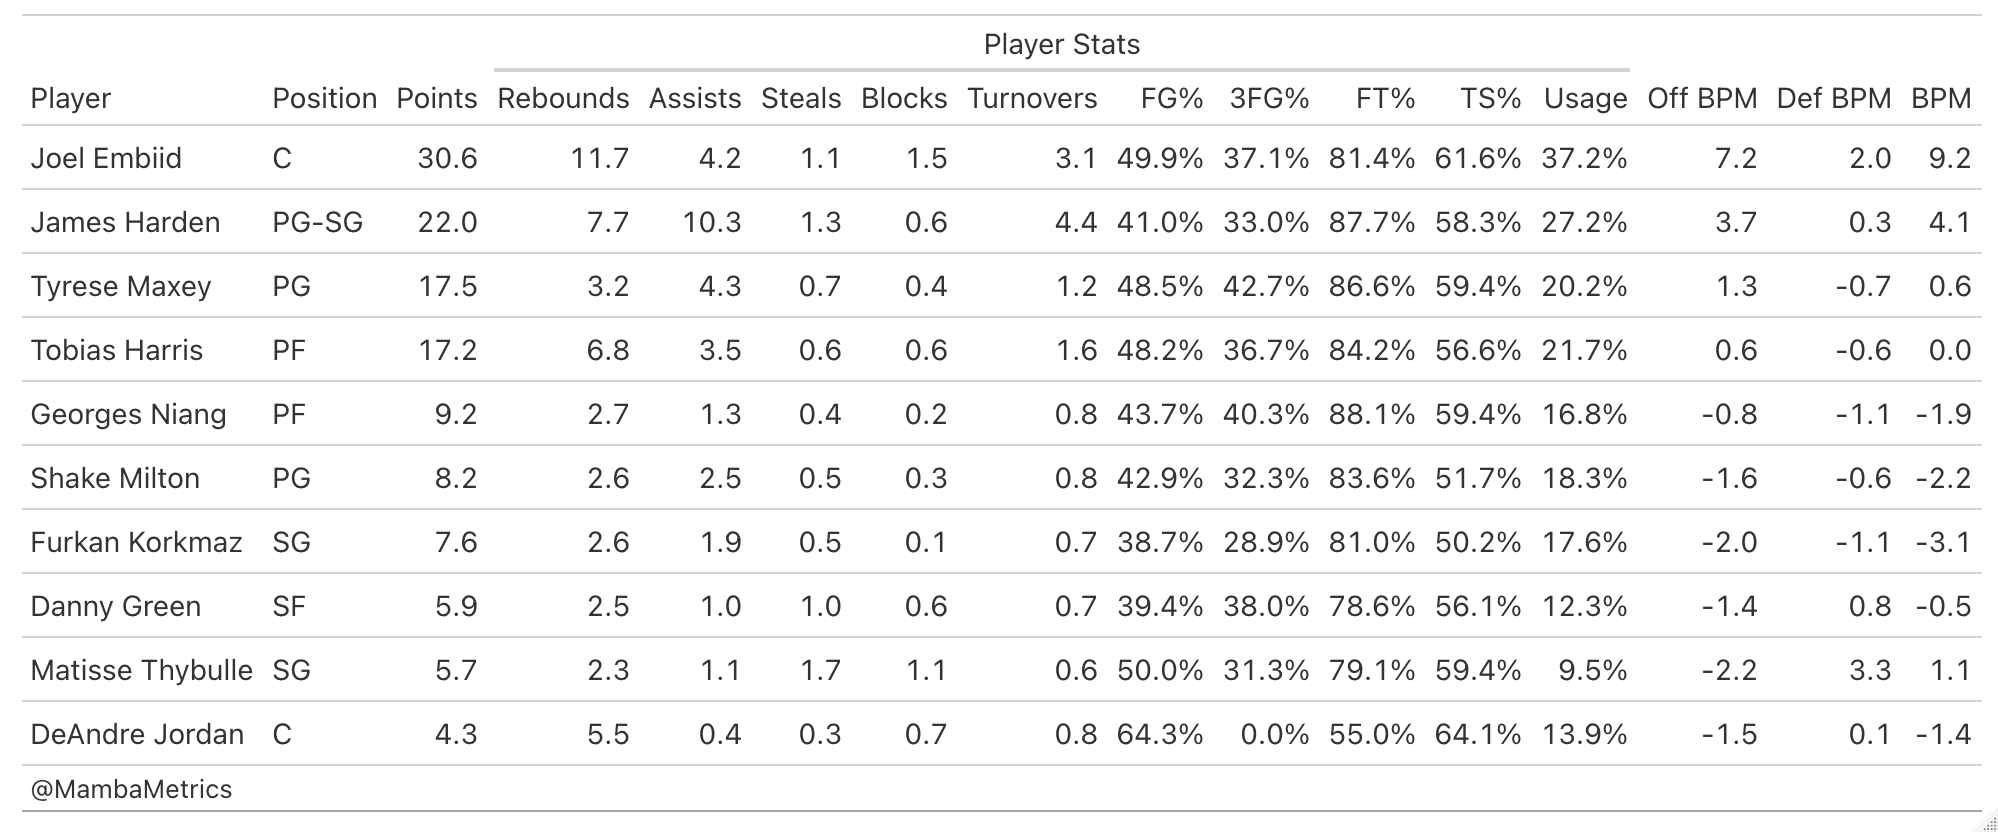 Player Stats
Player Position Points Rebounds Assists Steals Blocks Turnovers FG% 3FG% FT% TS% Usage Off BPM Def BPM BPM
Joel Embiid C 30.6 11.7 4.2 1.1 1.5 3.1 49.9% 37.1% 81.4% 61.6% 37.2% 7.2 2.0 9.2
James Harden PG-SG 22.0 7.7 10.3 1.3 0.6 4.4 41.0% 33.0% 87.7% 58.3% 27.2% 3.7 0.3 4.1
Tyrese Maxey PG 17.5 3.2 4.3 0.7 0.4 1.2 48.5% 42.7% 86.6% 59.4% 20.2% 1.3 -0.7 0.6
Tobias Harris PF 17.2 6.8 3.5 0.6 0.6 1.6 48.2% 36.7% 84.2% 56.6% 21.7% 0.6 -0.6 0.0
Georges Niang PF 9.2 2.7 1.3 0.4 0.2 0.8 43.7% 40.3% 88.1% 59.4% 16.8% -0.8 -1.1 -1.9
Shake Milton PG 8.2 2.6 2.5 0.5 0.3 0.8 42.9% 32.3% 83.6% 51.7% 18.3% -1.6 -0.6 -2.2
Furkan Korkmaz SG 7.6 2.6 1.9 0.5 0.1 0.7 38.7% 28.9% 81.0% 50.2% 17.6% -2.0 -1.1 -3.1
Danny Green SF 5.9 2.5 1.0 1.0 0.6 0.7 39.4% 38.0% 78.6% 56.1% 12.3% -1.4 0.8 -0.5
Matisse Thybulle SG 5.7 2.3 1.1 1.7 1.1 0.6 50.0% 31.3% 79.1% 59.4% 9.5% -2.2 3.3 1.1
DeAndre Jordan C 4.3 5.5 0.4 0.3 0.7 0.8 64.3% 0.0% 55.0% 64.1% 13.9% -1.5 0.1 -1.4
@MambaMetrics